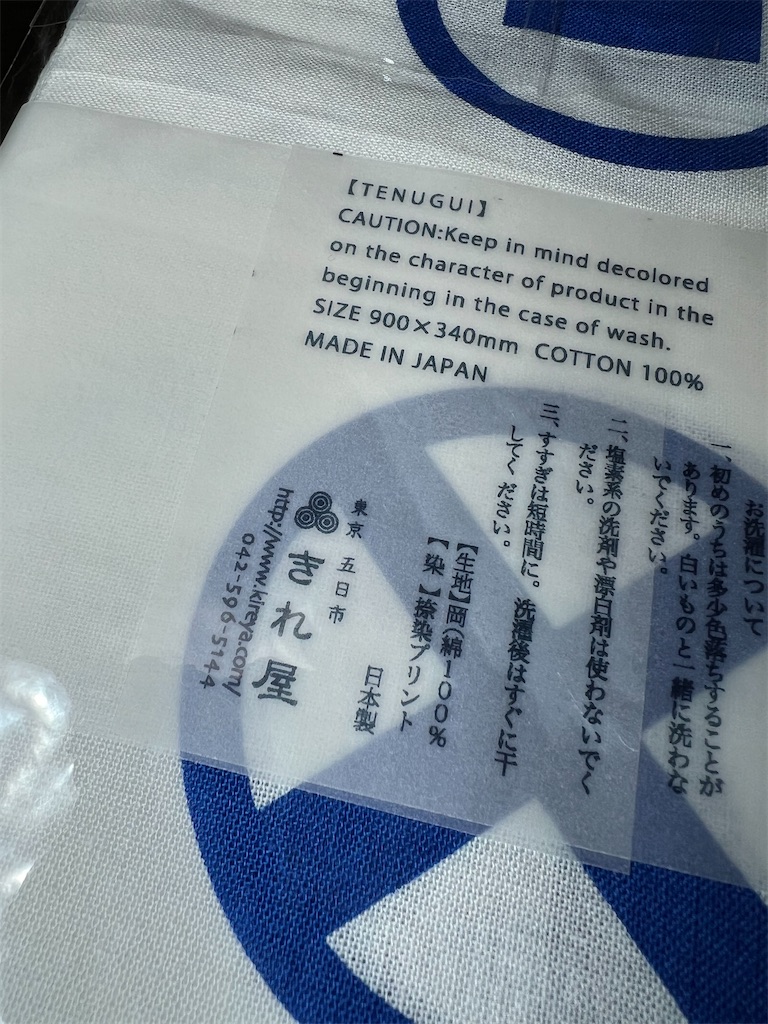 【TENUGUI】
CAUTION:Keep in mind decolored
on the character of product in the
beginning in the case of wash.
SIZE 900×340mm COTTON 100%
MADE IN JAPAN
お洗濯について
一、初めのうちは多少色落ちすることが
あります。白いものと一緒に洗わな
いでください。
二、塩素系の洗剤や漂白剤は使わないでく
ださい。
三、すすぎは短時間に。洗濯後はすぐに干
してください。
【生地】岡(綿100%
【染】捺染プリント
日本製
東京 五日市
きれ屋
http://www.kireya.com/
042-596-5144